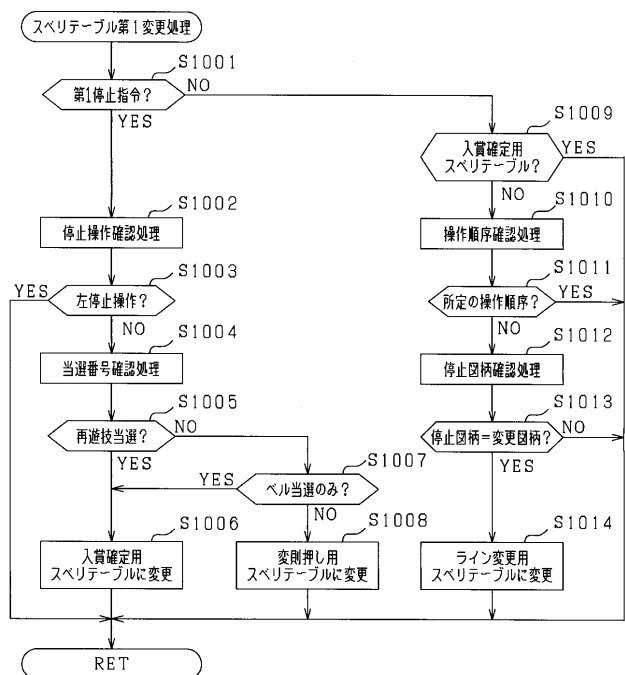 スベリテーブル第1変更処理
S1001
第1停止指令?
NO
YES
S1002
停止操作確認処理
S1003
YES
左停止操作?
NO
S1004
当選番号確認処理
S1005
再遊技当選?
NO
YES
S1007
YES
ベル当選のみ?
NO
S1006
入賞確定用
スベリテーブルに変更
S1008
変則押し用
スベリテーブルに変更
S1009
入賞確定用
スベリテーブル?
YES
NO
S1010
操作順序確認処理
S1011
所定の操作順序?
YES
NO
S1012
停止図柄確認処理
S1013
停止図柄=変更図柄?
NO
YES
S1014
ライン変更用
スベリテーブルに変更
RET